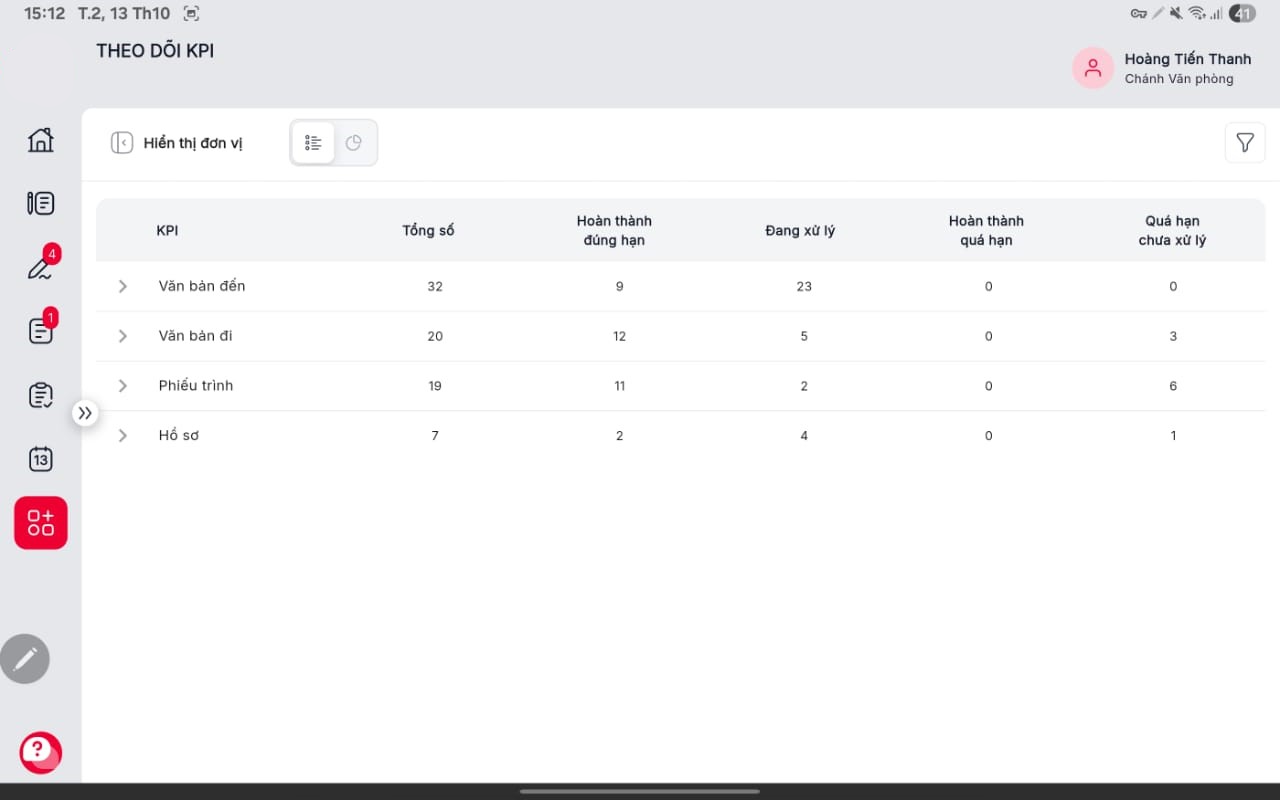 15:12 T.2, 13 Th10
41
THEO DÕI KPI
Hoàng Tiến Thanh
Chánh Văn phòng
Hiển thị đơn vị
KPI
Tổng số
Hoàn thành
đúng hạn
Đang xử lý
Hoàn thành
quá hạn
Quá hạn
chưa xử lý
Văn bản đến 32 9 23 0 0
Văn bản đi 20 12 5 0 3
Phiếu trình 19 11 2 0 6
Hồ sơ 7 2 4 0 1
4
1
13
?